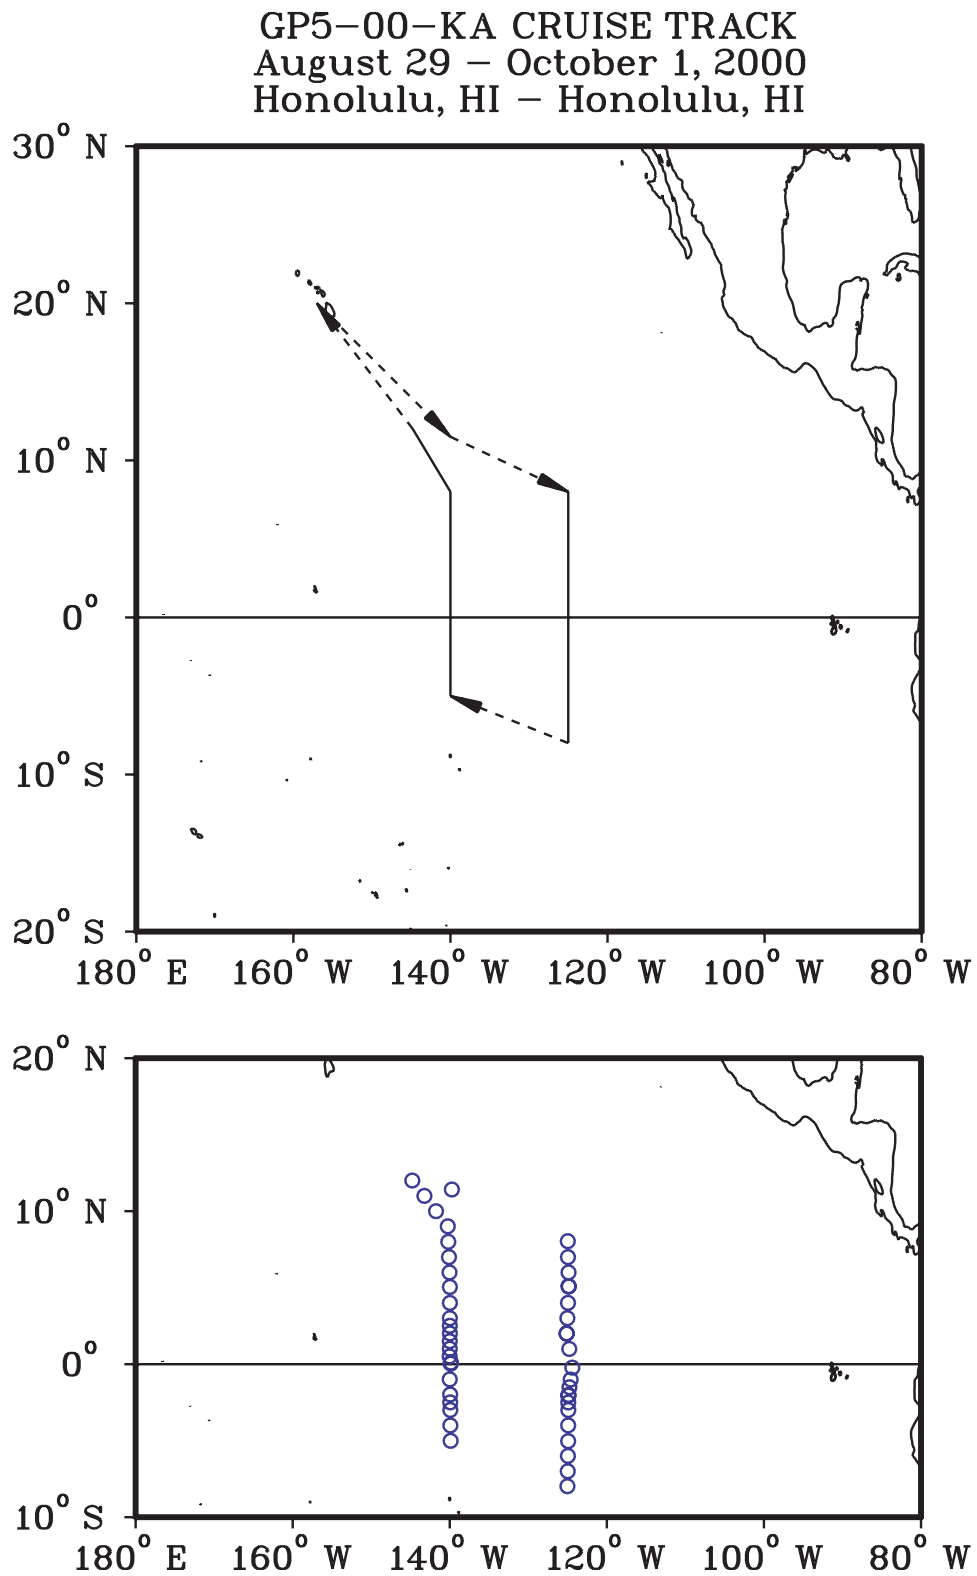 GP5-00-KA CRUISE TRACK
August 29 - October 1, 2000
Honolulu, HI - Honolulu, HI
30° N
20° N
10° N
0°
10° S
20° S
180° E 160° W 140° W 120° W 100° W 80° W
20° N
10° N
0°
10° S
180° E 160° W 140° W 120° W 100° W 80° W